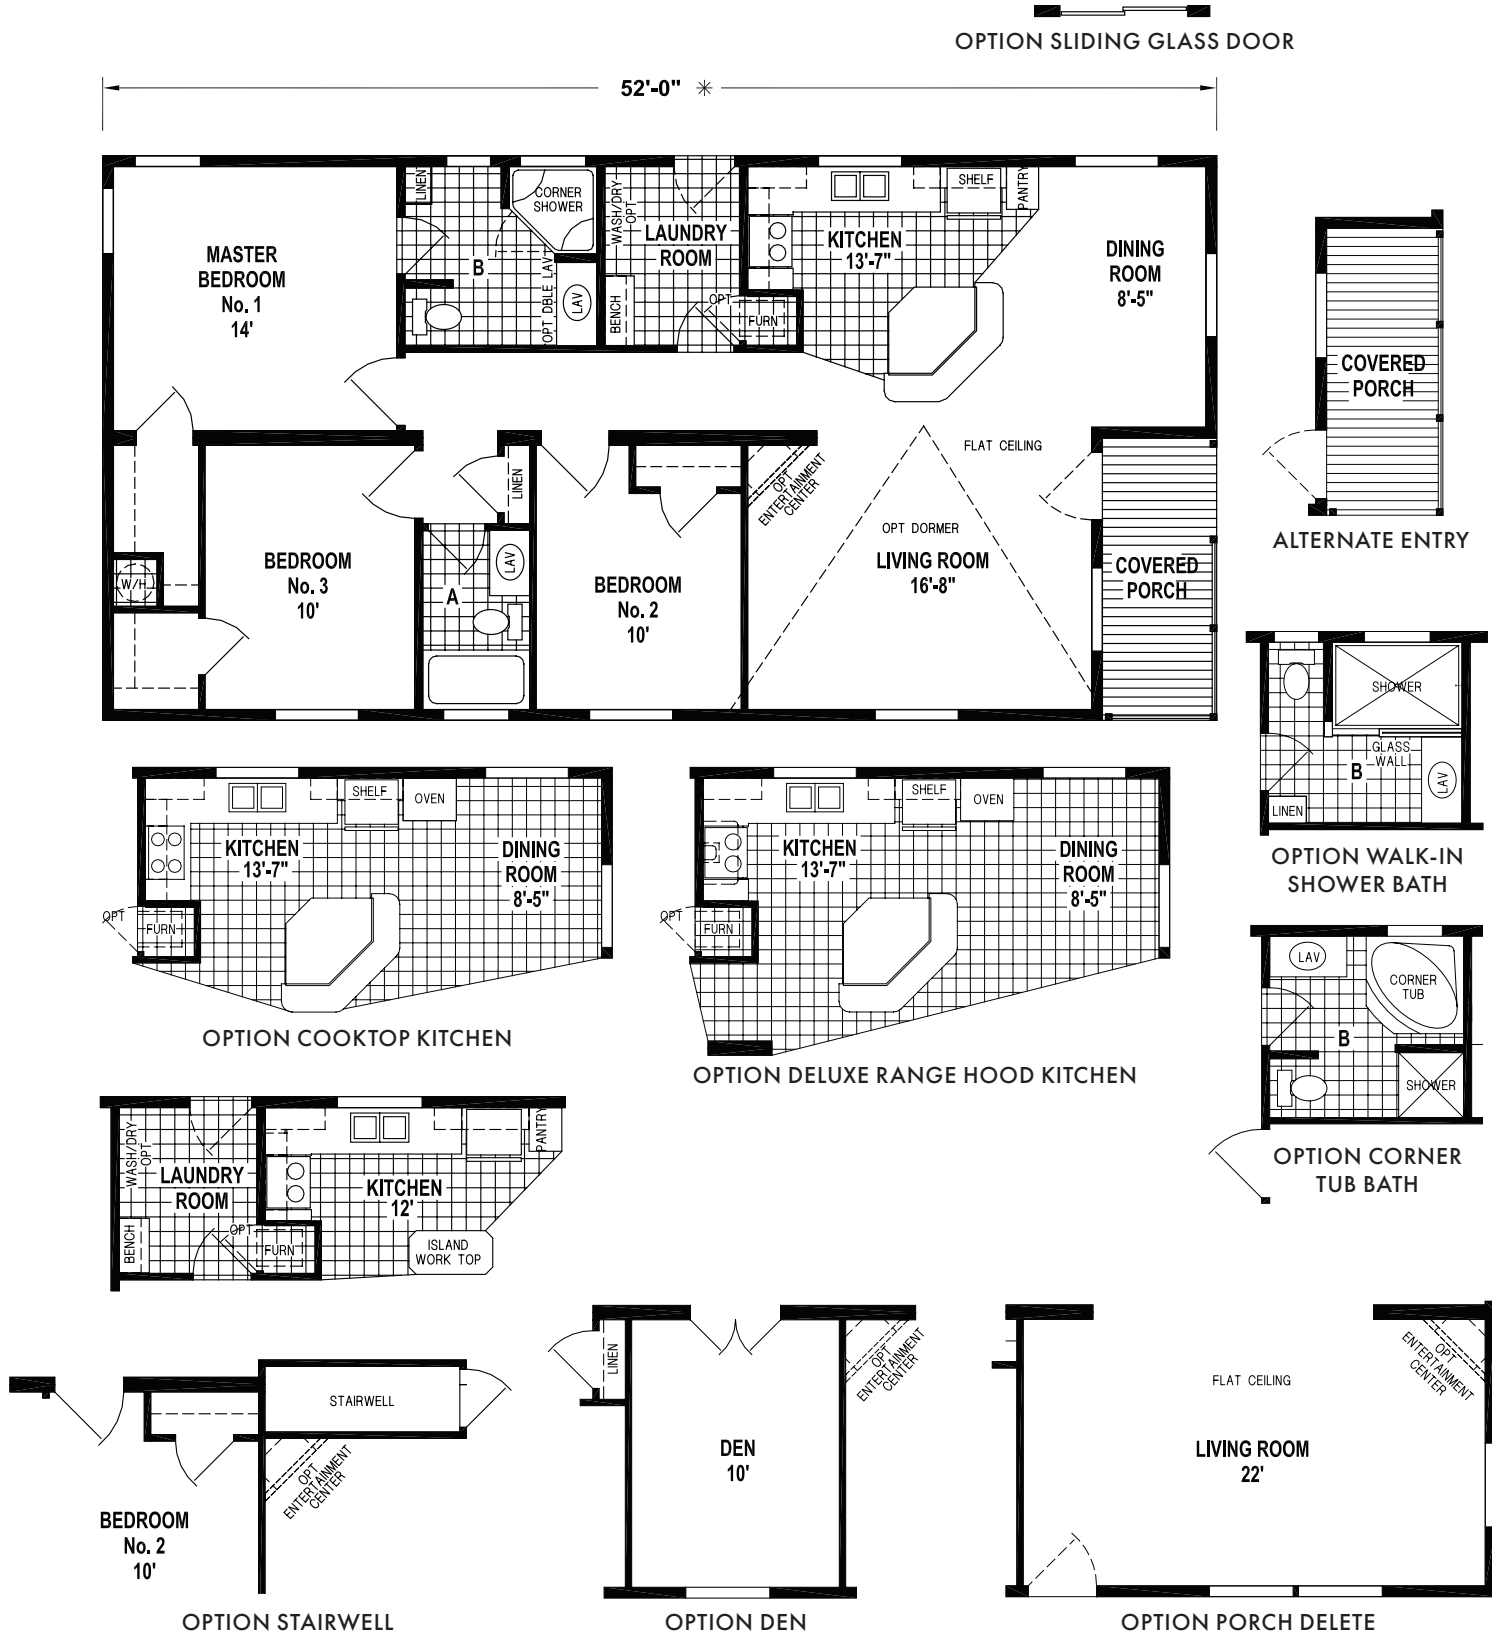 OPTION SLIDING GLASS DOOR
52'-0" ✳
MASTER
BEDROOM
No. 1
14'
LINEN
B
CORNER
SHOWER
OPT DBLE LAV
LAV
WASH/DRY
OPT
LAUNDRY
ROOM
BENCH
OPT
FURN
KITCHEN
13'-7"
SHELF
PANTRY
DINING
ROOM
8'-5"
BEDROOM
No. 3
10'
W/H
LINEN
LAV
A
BEDROOM
No. 2
10'
OPT
ENTERTAINMENT
CENTER
FLAT CEILING
OPT DORMER
LIVING ROOM
16'-8"
COVERED
PORCH
COVERED
PORCH
ALTERNATE ENTRY
SHOWER
GLASS
WALL
B
LAV
LINEN
OPTION WALK-IN
SHOWER BATH
SHELF
OVEN
KITCHEN
13'-7"
DINING
ROOM
8'-5"
OPT
FURN
OPTION COOKTOP KITCHEN
SHELF
OVEN
KITCHEN
13'-7"
DINING
ROOM
8'-5"
OPT
FURN
OPTION DELUXE RANGE HOOD KITCHEN
LAV
CORNER
TUB
B
SHOWER
OPTION CORNER
TUB BATH
WASH/DRY
OPT
LAUNDRY
ROOM
BENCH
OPT
FURN
KITCHEN
12'
PANTRY
ISLAND
WORK TOP
STAIRWELL
OPT
ENTERTAINMENT
CENTER
BEDROOM
No. 2
10'
OPTION STAIRWELL
LINEN
DEN
10'
OPT
ENTERTAINMENT
CENTER
OPTION DEN
FLAT CEILING
OPT
ENTERTAINMENT
CENTER
LIVING ROOM
22'
OPTION PORCH DELETE